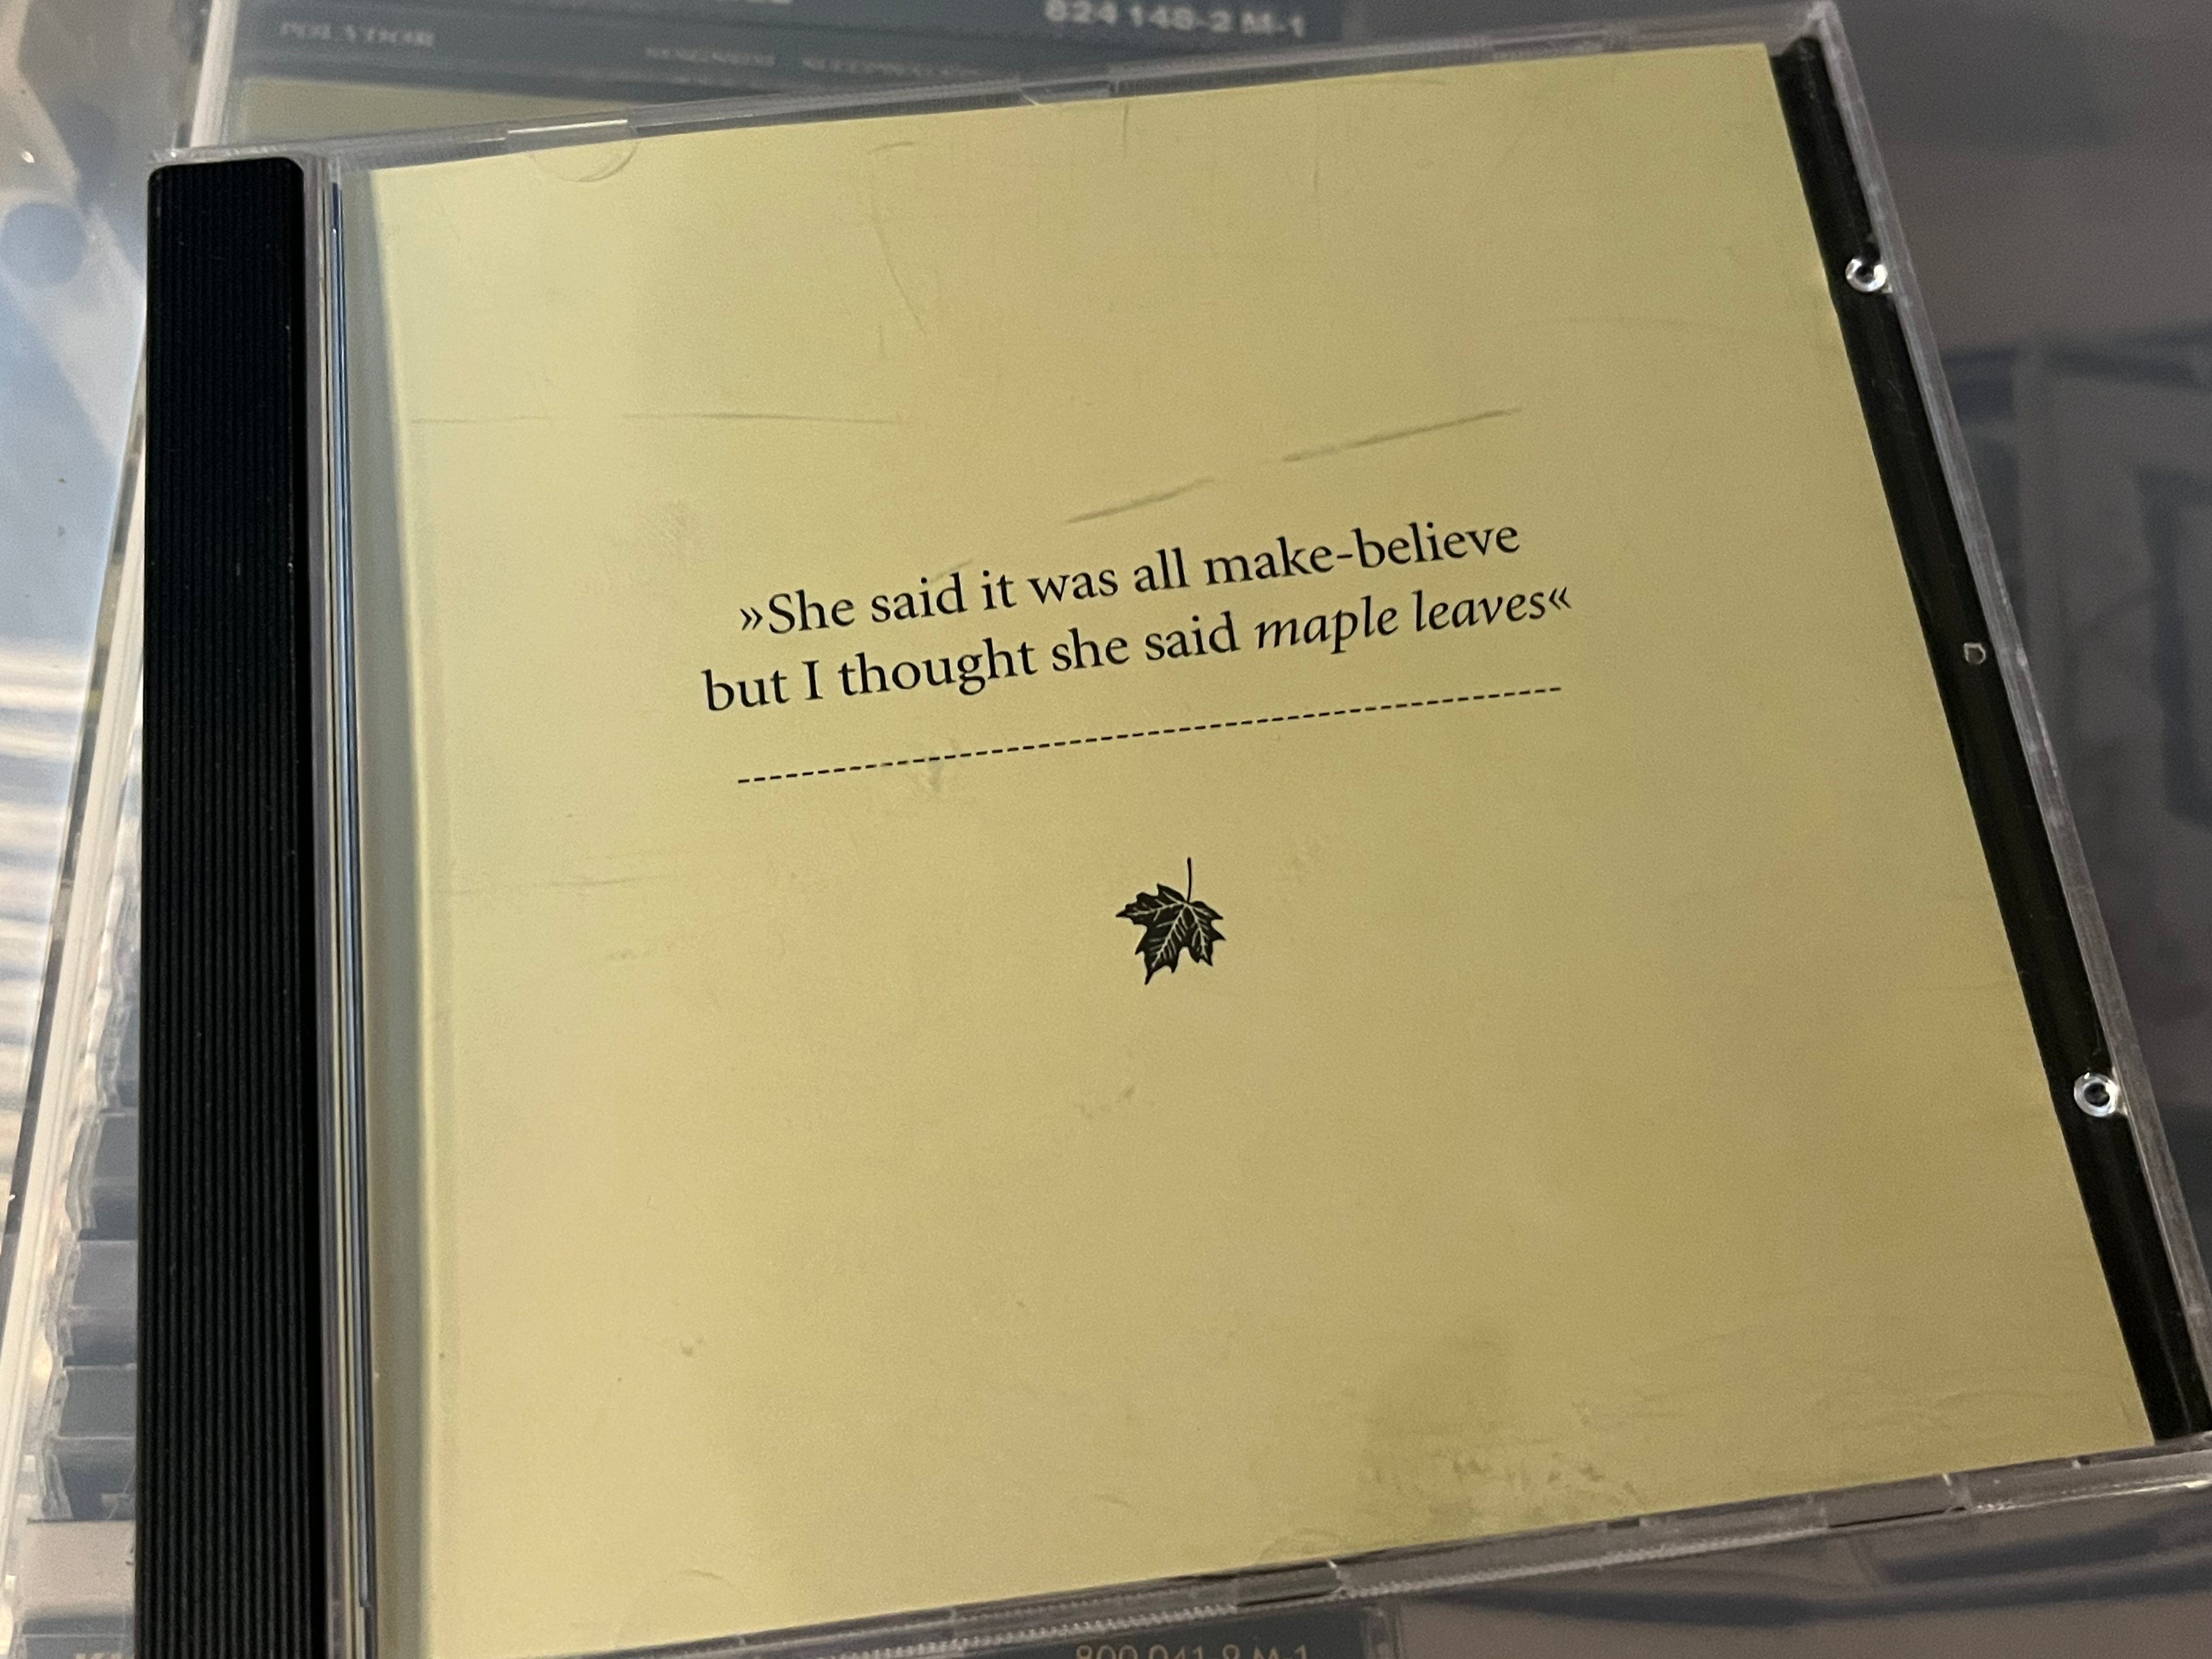 824 148-2 M-1
POLYDOR
»She said it was all make-believe
but I thought she said maple leaves«